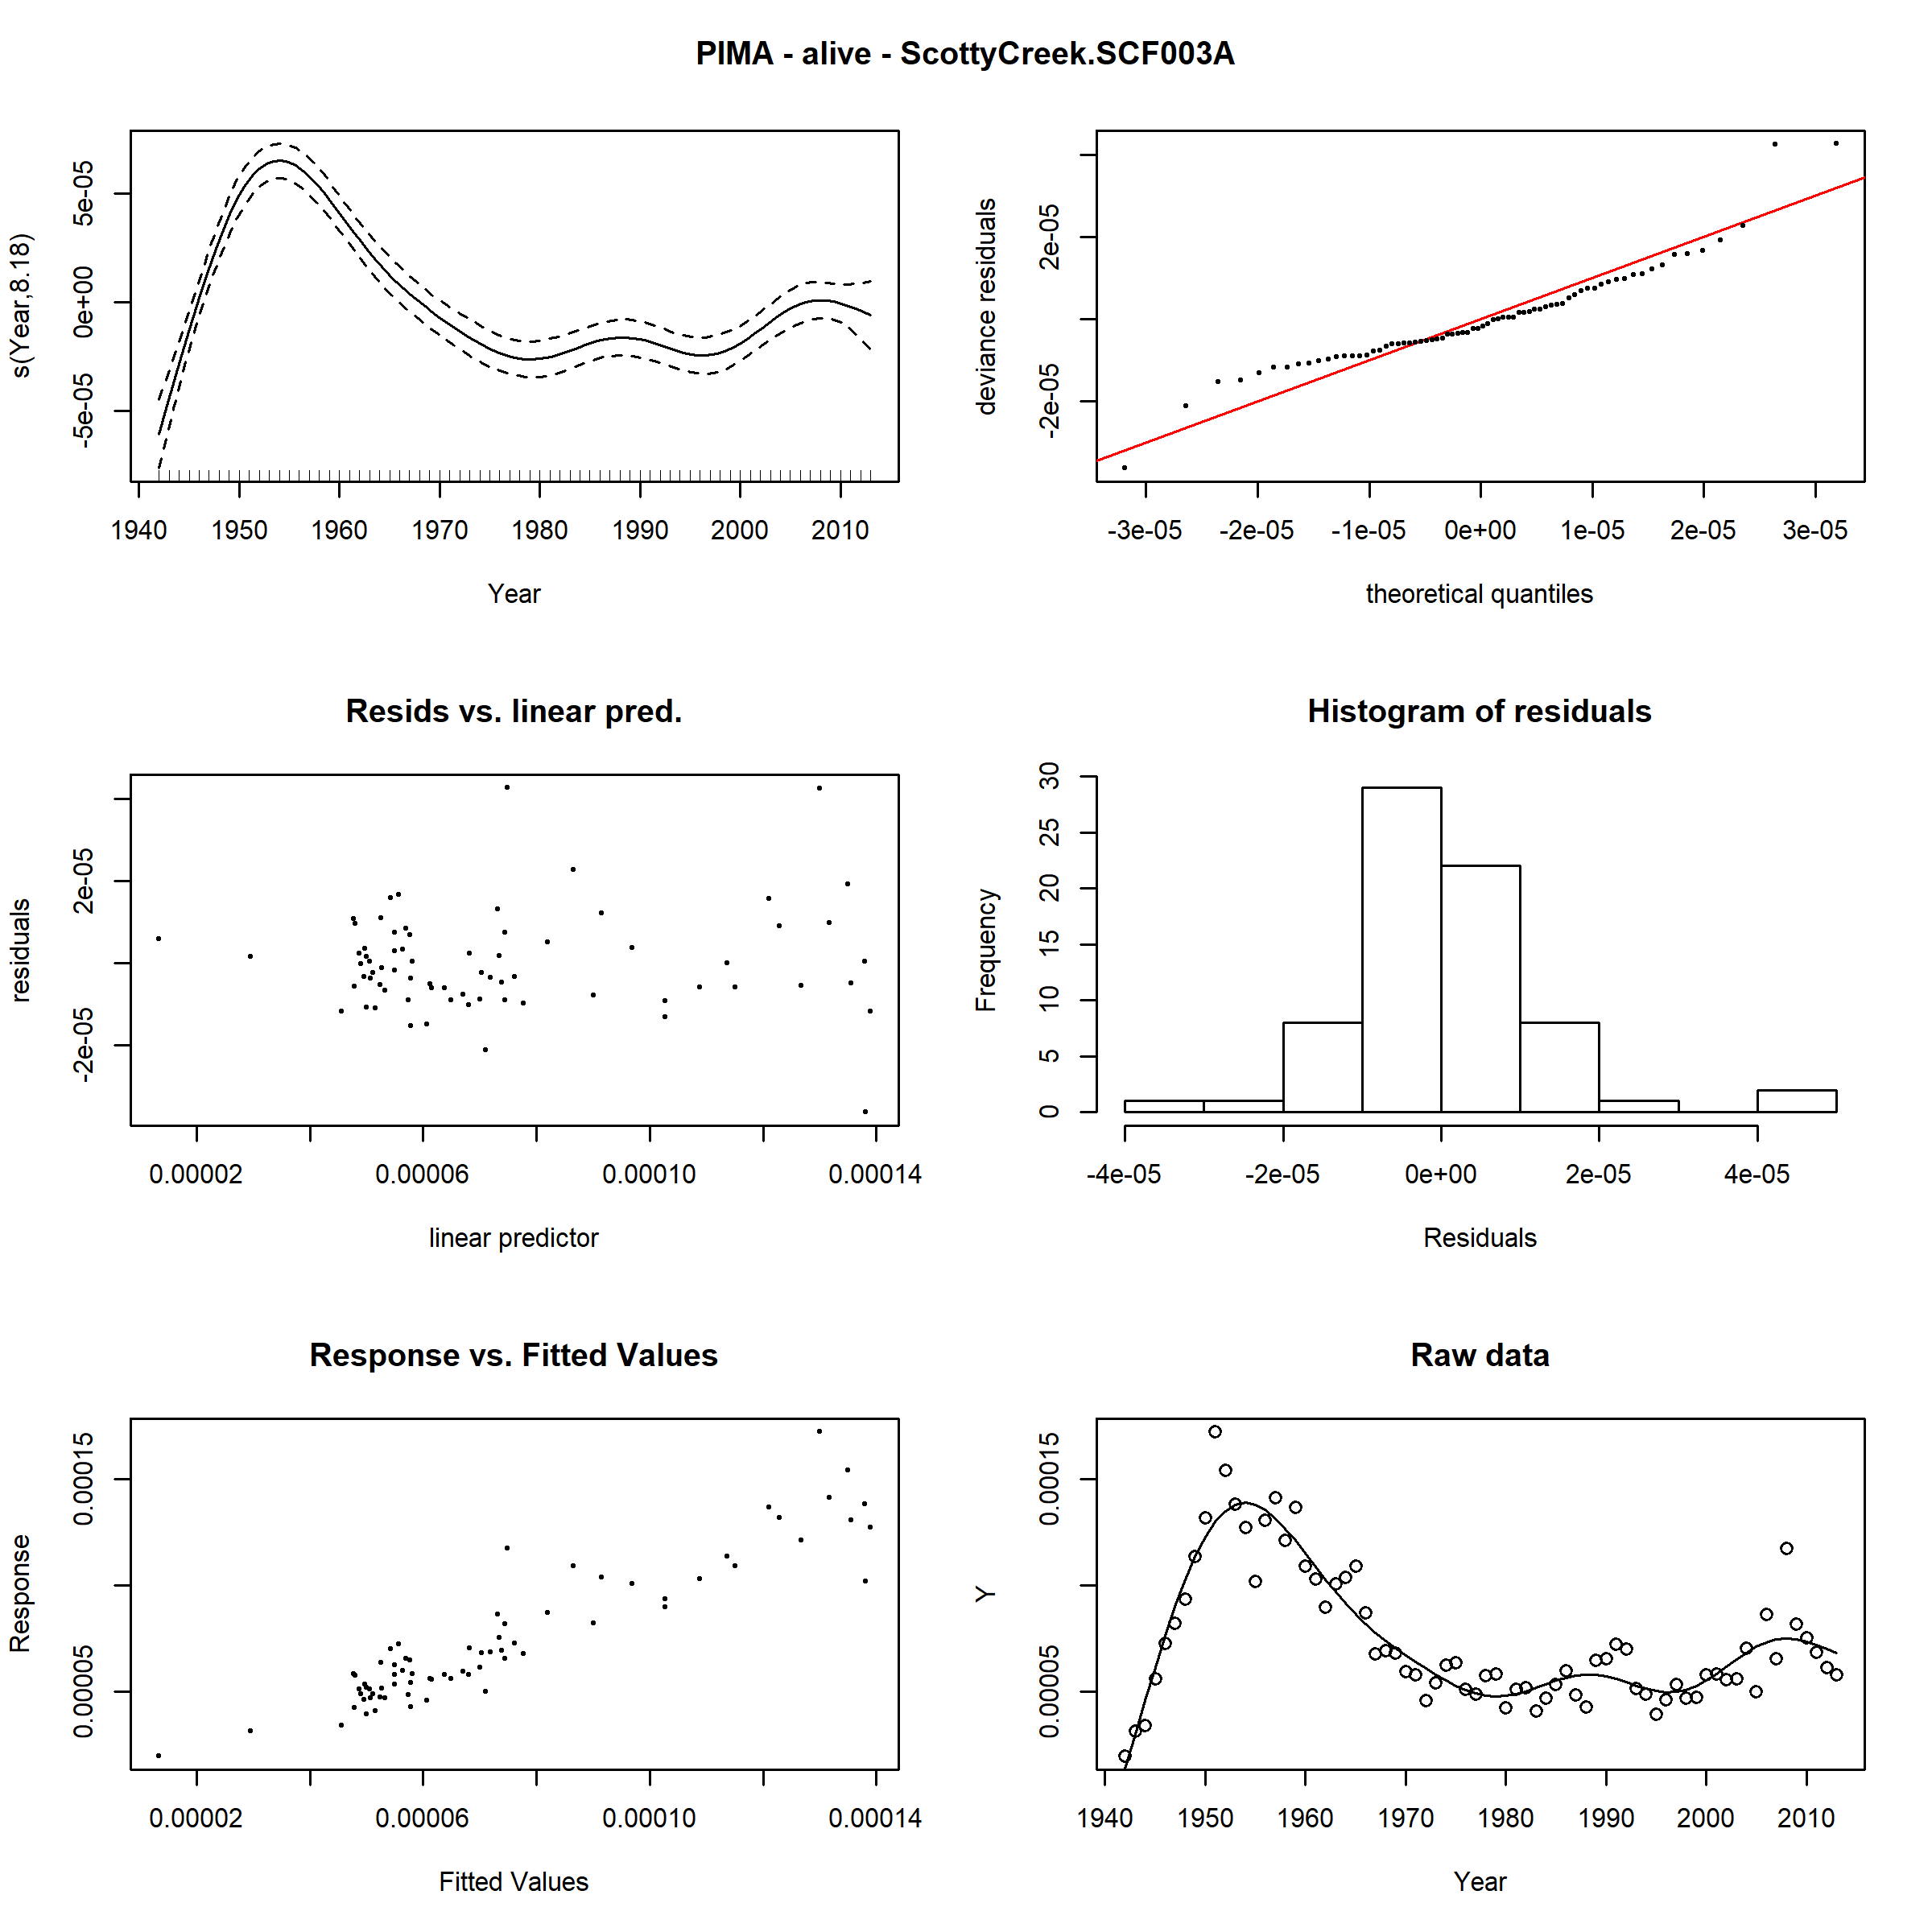 PIMA - alive - ScottyCreek.SCF003A
s(Year,8.18)
-5e-05 0e+00 5e-05
1940 1950 1960 1970 1980 1990 2000 2010
Year
deviance residuals
-2e-05 2e-05
-3e-05 -2e-05 -1e-05 0e+00 1e-05 2e-05 3e-05
theoretical quantiles
Resids vs. linear pred.
residuals
-2e-05 2e-05
0.00002 0.00006 0.00010 0.00014
linear predictor
Histogram of residuals
Frequency
0 5 10 15 20 25 30
-4e-05 -2e-05 0e+00 2e-05 4e-05
Residuals
Response vs. Fitted Values
Response
0.00005 0.00015
0.00002 0.00006 0.00010 0.00014
Fitted Values
Raw data
Y
0.00005 0.00015
1940 1950 1960 1970 1980 1990 2000 2010
Year